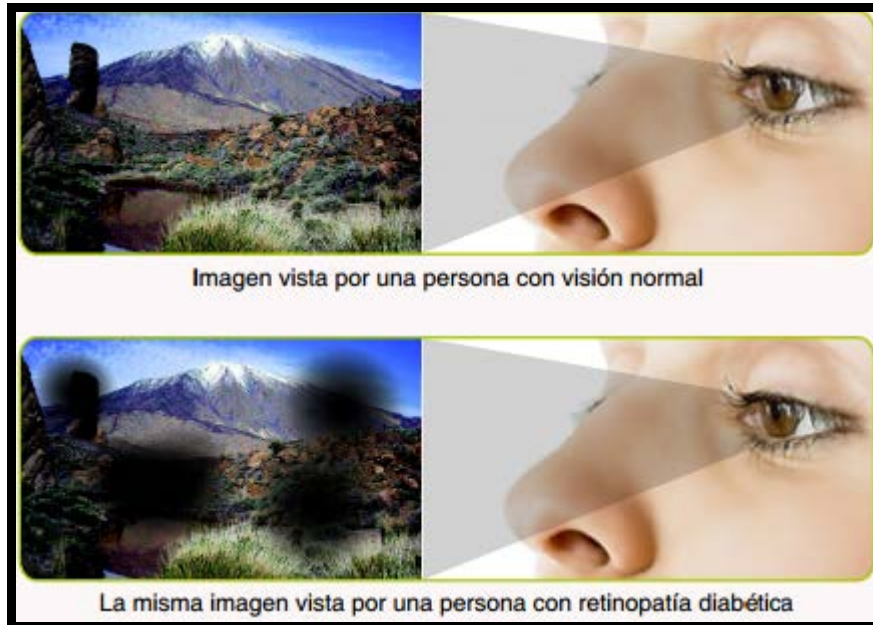 Imagen vista por una persona con visión normal
La misma imagen vista por una persona con retinopatía diabética